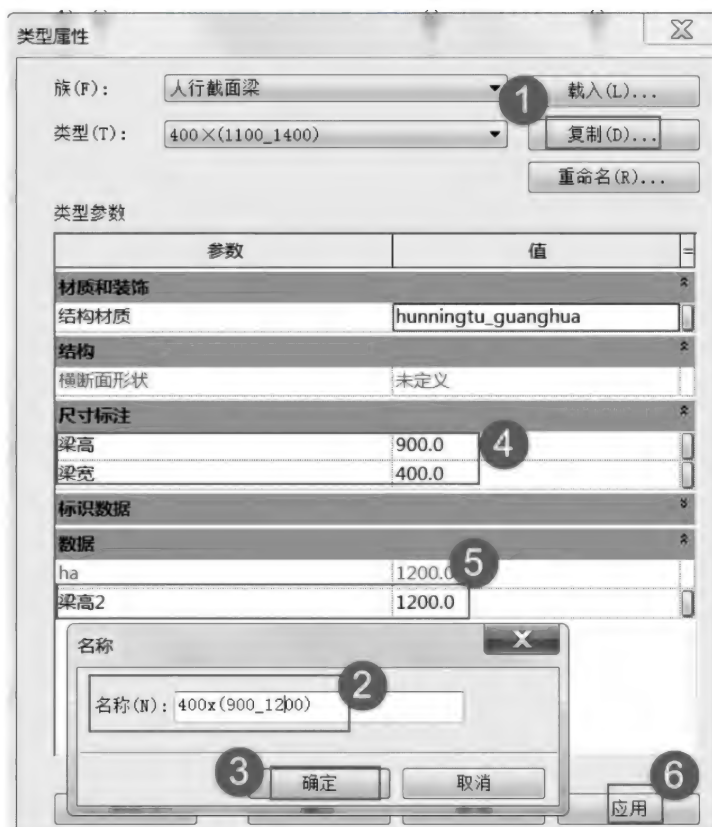 类型属性
族(F): 人行截面梁 载入(L)...
1
类型(T): 400×(1100_1400) 复制(D)...
重命名(R)...
类型参数
参数 值 =
材质和装饰
结构材质 hunningtu_guanghua
结构
横断面形状 未定义
尺寸标注
梁高 900.0
4
梁宽 400.0
标识数据
数据
5
ha 1200.0
梁高2 1200.0
名称
2
名称(N): 400x(900_1200)
3
确定 取消
6
应用